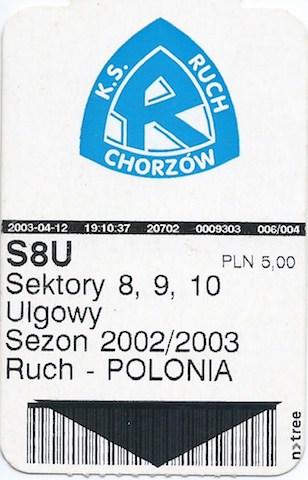 K.S. RUCH
CHORZÓW
2003-04-12 19:10:37 20702 0009303 006/004
S8U PLN 5,00
Sektory 8, 9, 10
Ulgowy
Sezon 2002/2003
Ruch - POLONIA
n>tree